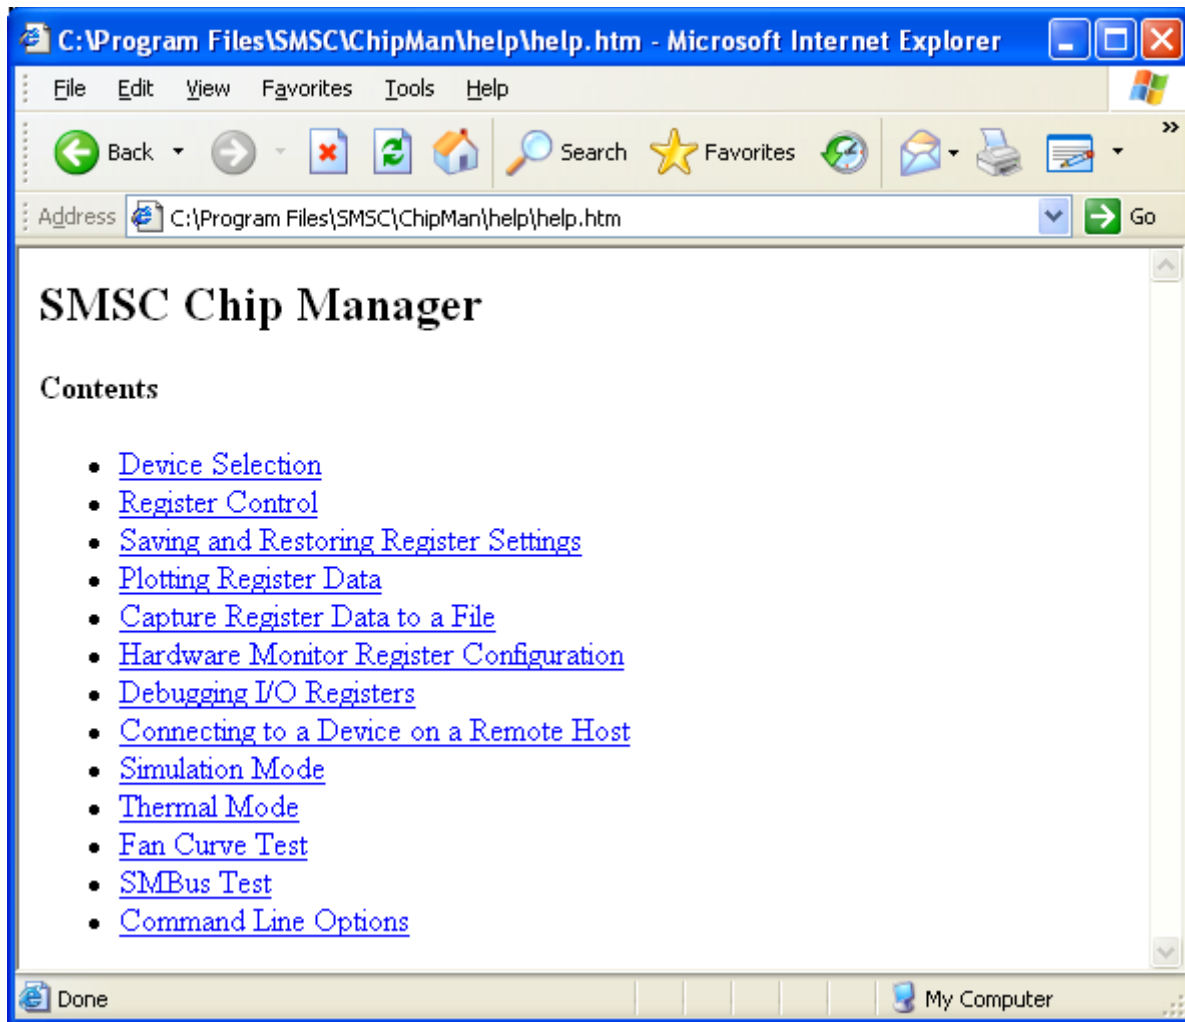 C:\Program Files\SMSC\ChipMan\help\help.htm - Microsoft Internet Explorer
File Edit View Favorites Tools Help
Back Search Favorites »
Address C:\Program Files\SMSC\ChipMan\help\help.htm Go
SMSC Chip Manager
Contents
• Device Selection
• Register Control
• Saving and Restoring Register Settings
• Plotting Register Data
• Capture Register Data to a File
• Hardware Monitor Register Configuration
• Debugging I/O Registers
• Connecting to a Device on a Remote Host
• Simulation Mode
• Thermal Mode
• Fan Curve Test
• SMBus Test
• Command Line Options
Done My Computer